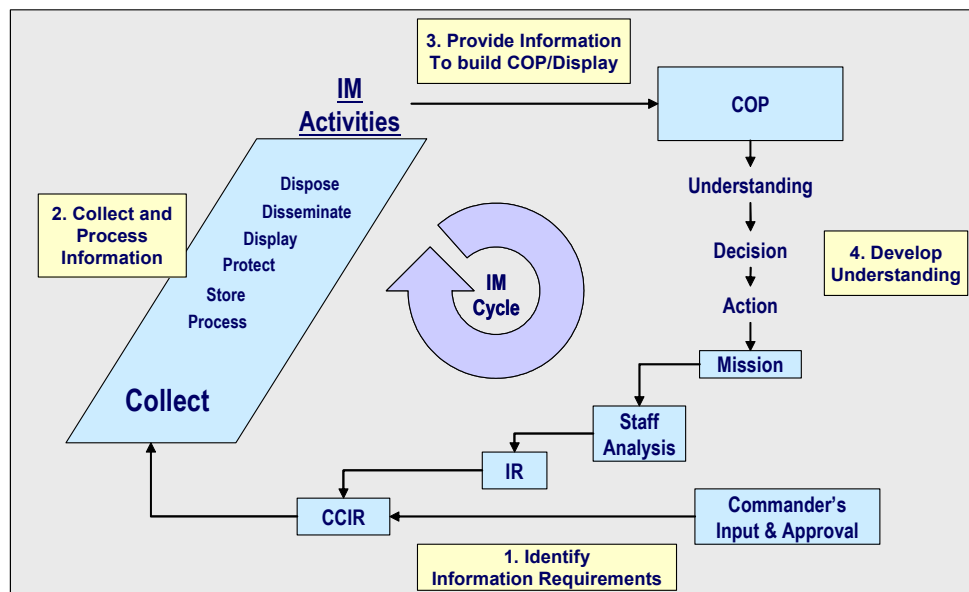 3. Provide Information
To build COP/Display
IM
Activities
COP
Dispose
Disseminate
Display
Protect
Store
Process
Collect
2. Collect and
Process
Information
IM
Cycle
Understanding
Decision
Action
4. Develop
Understanding
Mission
Staff
Analysis
IR
CCIR
Commander's
Input & Approval
1. Identify
Information Requirements